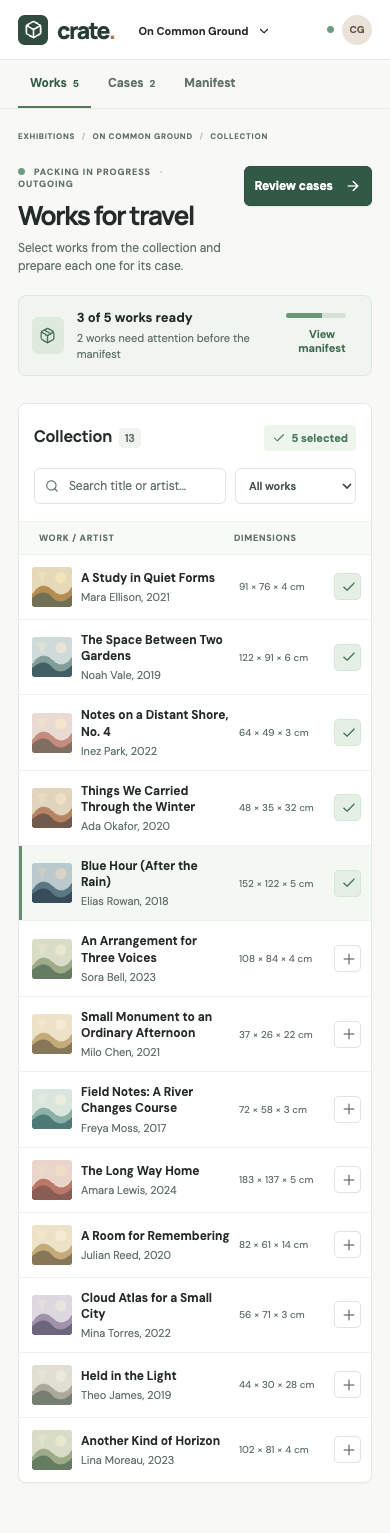 crate.
On Common Ground
CG
Works 5
Cases 2
Manifest
EXHIBITIONS / ON COMMON GROUND / COLLECTION
PACKING IN PROGRESS ·
OUTGOING
Works for travel
Select works from the collection and
prepare each one for its case.
Review cases
3 of 5 works ready
2 works need attention before the
manifest
View
manifest
Collection 13
5 selected
Search title or artist...
All works
WORK / ARTIST
DIMENSIONS
A Study in Quiet Forms
Mara Ellison, 2021
91 × 76 × 4 cm
The Space Between Two
Gardens
Noah Vale, 2019
122 × 91 × 6 cm
Notes on a Distant Shore,
No. 4
Inez Park, 2022
64 × 49 × 3 cm
Things We Carried
Through the Winter
Ada Okafor, 2020
48 × 35 × 32 cm
Blue Hour (After the
Rain)
Elias Rowan, 2018
152 × 122 × 5 cm
An Arrangement for
Three Voices
Sora Bell, 2023
108 × 84 × 4 cm
Small Monument to an
Ordinary Afternoon
Milo Chen, 2021
37 × 26 × 22 cm
Field Notes: A River
Changes Course
Freya Moss, 2017
72 × 58 × 3 cm
The Long Way Home
Amara Lewis, 2024
183 × 137 × 5 cm
A Room for Remembering
Julian Reed, 2020
82 × 61 × 14 cm
Cloud Atlas for a Small
City
Mina Torres, 2022
56 × 71 × 3 cm
Held in the Light
Theo James, 2019
44 × 30 × 28 cm
Another Kind of Horizon
Lina Moreau, 2023
102 × 81 × 4 cm